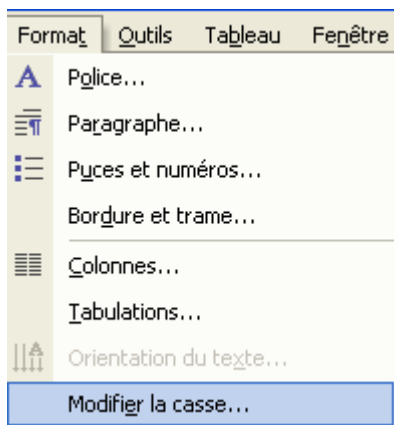 Format Outils Tableau Fenêtre
Police...
Paragraphe...
Puces et numéros...
Bordure et trame...
Colonnes...
Tabulations...
Orientation du texte...
Modifier la casse...